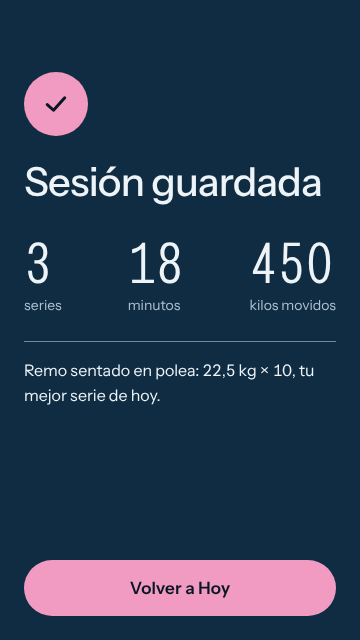 Sesión guardada
3 18 450
series minutos kilos movidos
Remo sentado en polea: 22,5 kg × 10, tu
mejor serie de hoy.
Volver a Hoy